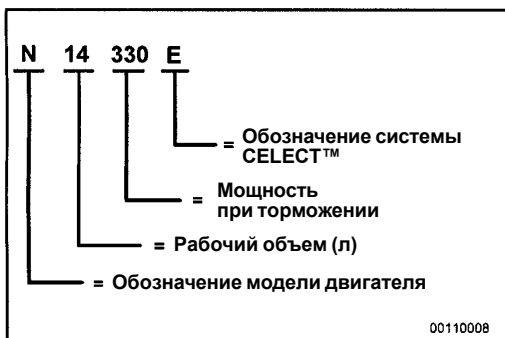 N 14 330 E
= Обозначение системы
CELECT™
= Мощность
при торможении
= Рабочий объем (л)
= Обозначение модели двигателя
00110008